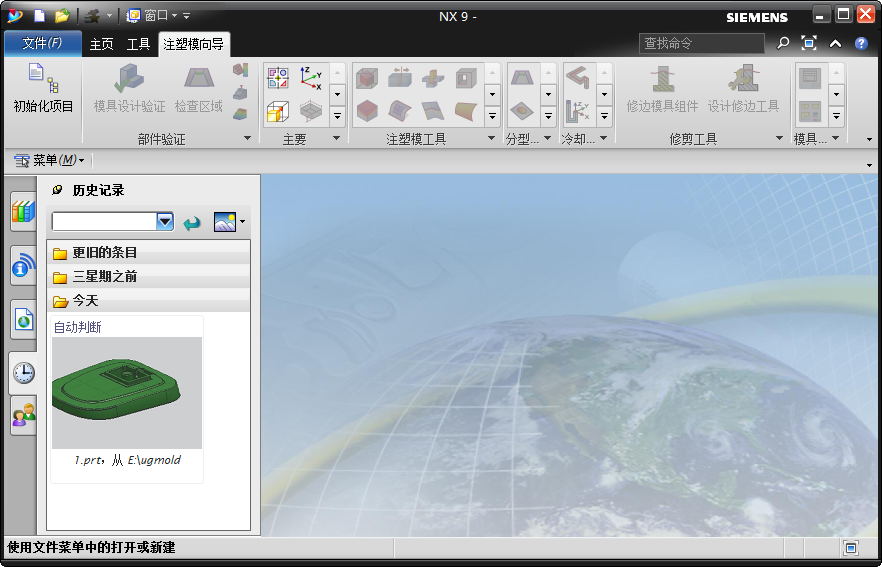 窗口
NX 9 -
SIEMENS
文件(F)
主页
工具
注塑模向导
查找命令
初始化项目
模具设计验证
检查区域
修边模具组件
设计修边工具
部件验证
主要
注塑模工具
分型...
冷却...
修剪工具
模具...
菜单(M)
历史记录
更旧的条目
三星期之前
今天
自动判断
1.prt，从 E:\ugmold
使用文件菜单中的打开或新建